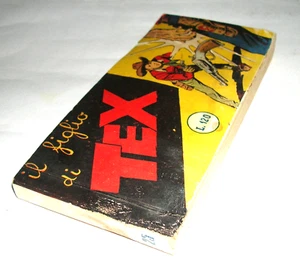 il figlio
di
TEX
L. 120